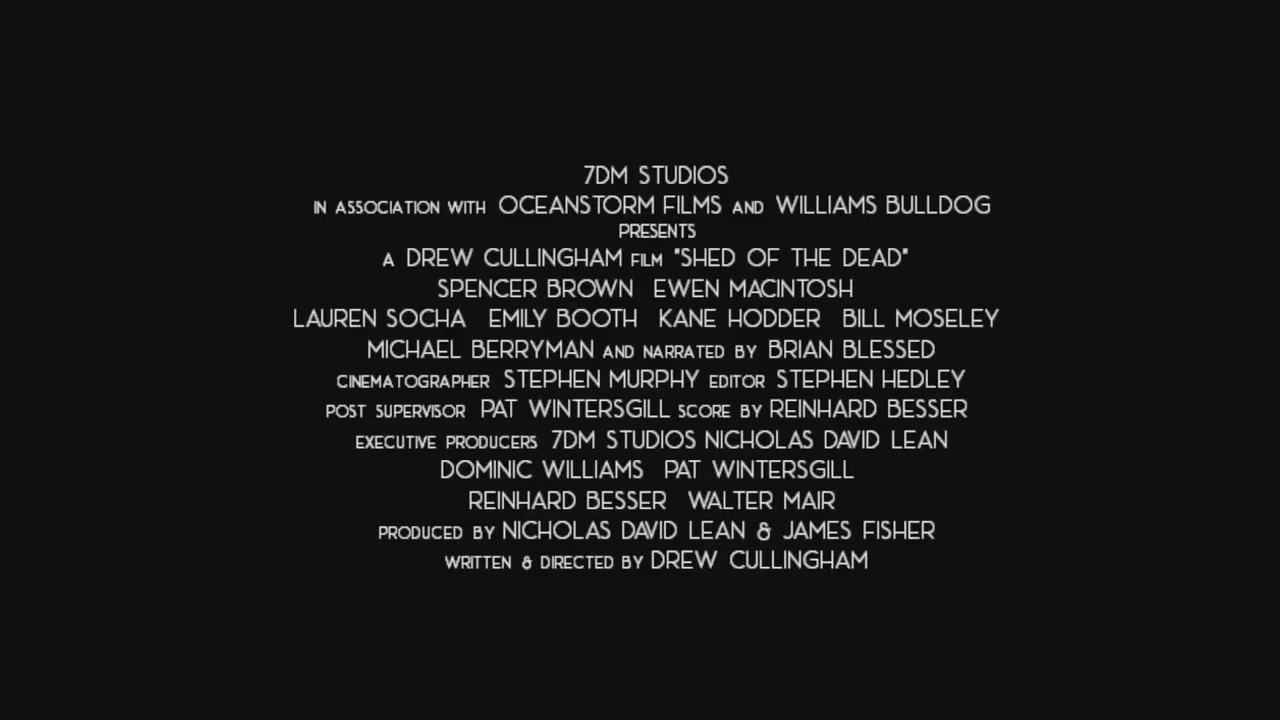 7DM STUDIOS
IN ASSOCIATION WITH OCEANSTORM FILMS AND WILLIAMS BULLDOG
PRESENTS
A DREW CULLINGHAM FILM "SHED OF THE DEAD"
SPENCER BROWN EWEN MACINTOSH
LAUREN SOCHA EMILY BOOTH KANE HODDER BILL MOSELEY
MICHAEL BERRYMAN AND NARRATED BY BRIAN BLESSED
CINEMATOGRAPHER STEPHEN MURPHY EDITOR STEPHEN HEDLEY
POST SUPERVISOR PAT WINTERSGILL SCORE BY REINHARD BESSER
EXECUTIVE PRODUCERS 7DM STUDIOS NICHOLAS DAVID LEAN
DOMINIC WILLIAMS PAT WINTERSGILL
REINHARD BESSER WALTER MAIR
PRODUCED BY NICHOLAS DAVID LEAN & JAMES FISHER
WRITTEN & DIRECTED BY DREW CULLINGHAM